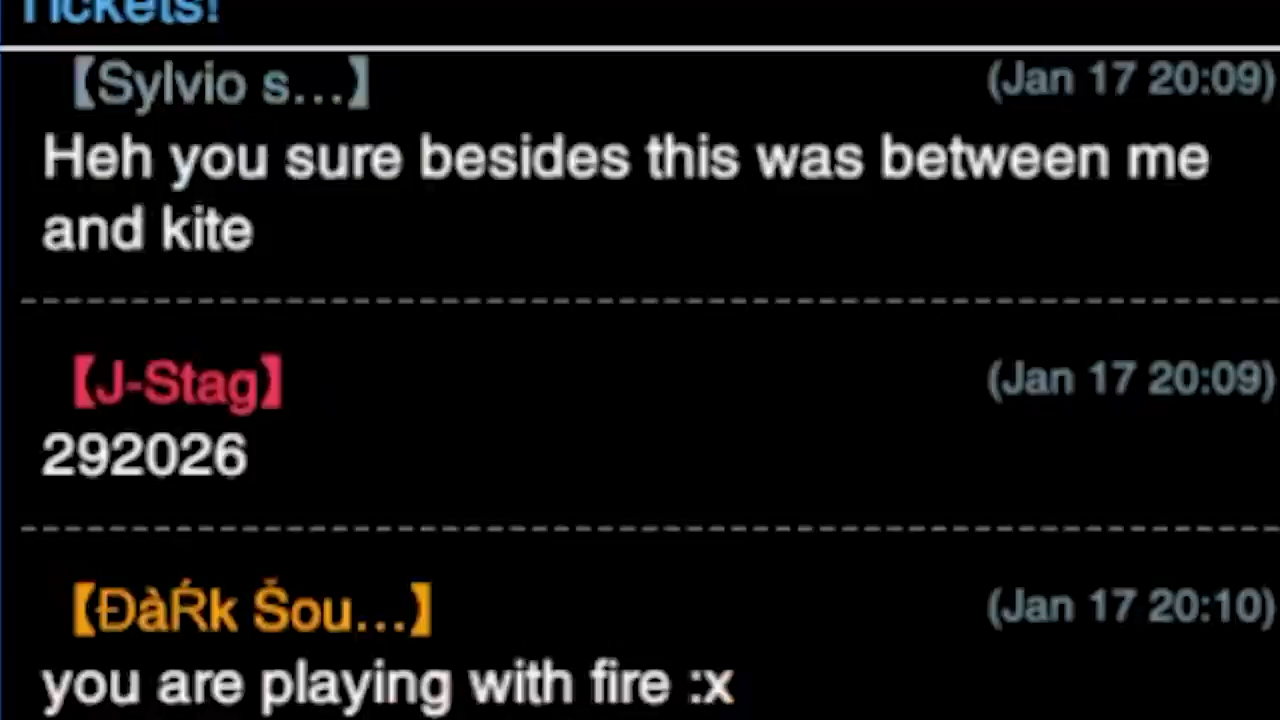 Tickets!
【Sylvio s...】 (Jan 17 20:09)
Heh you sure besides this was between me
and kite
【J-Stag】 (Jan 17 20:09)
292026
【ÐàŔk Šou...】 (Jan 17 20:10)
you are playing with fire :x